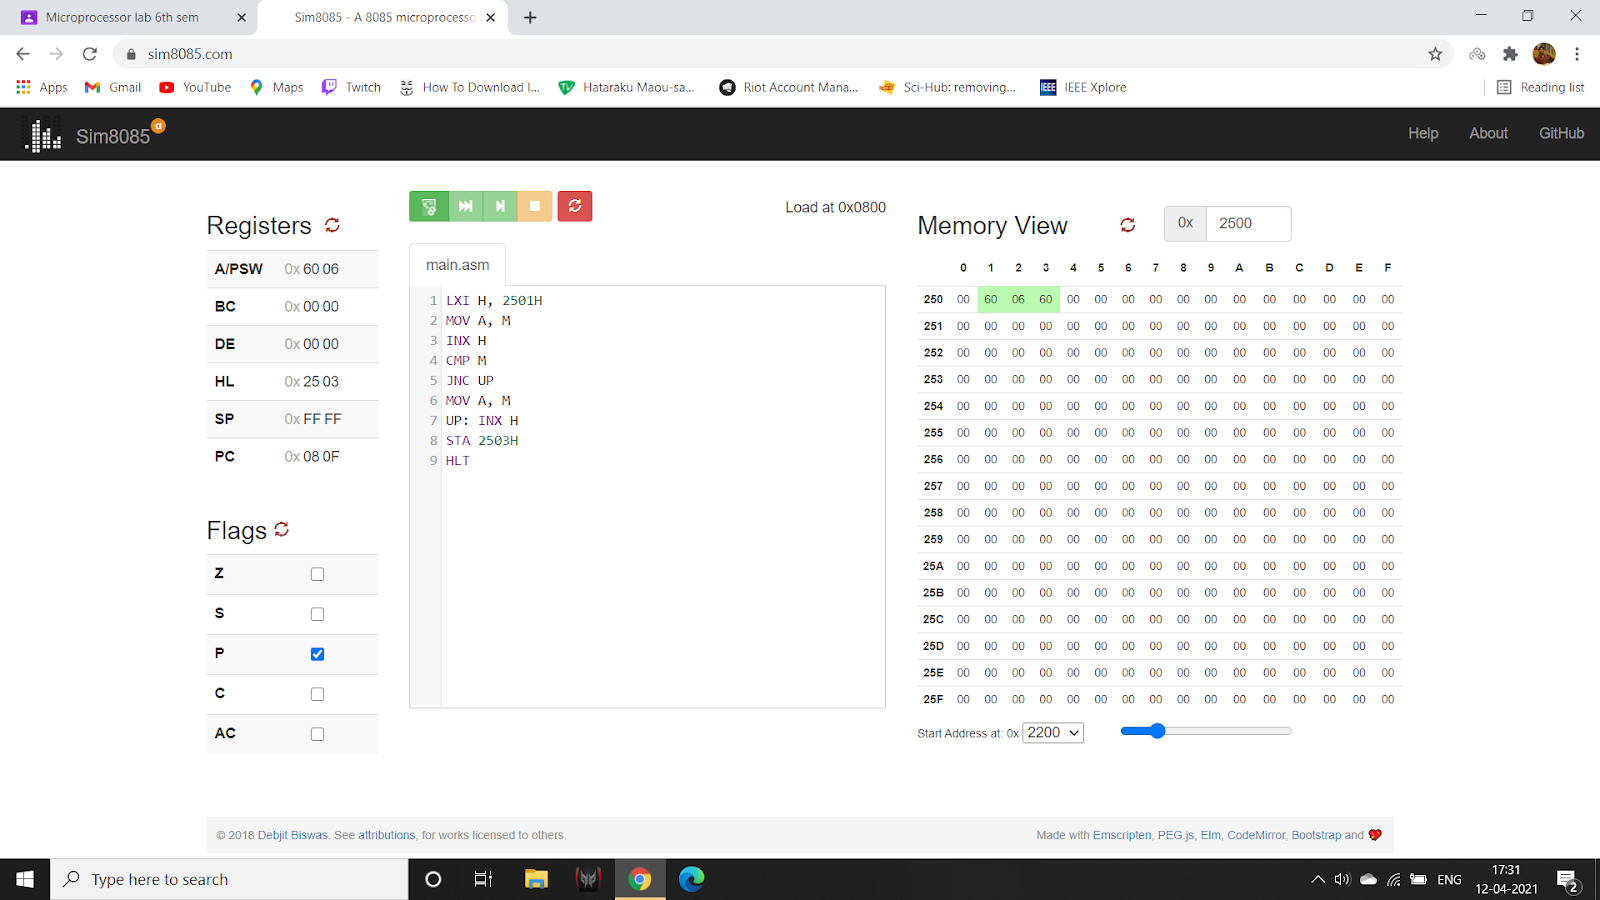 Microprocessor lab 6th sem
Sim8085 - A 8085 microprocesso
sim8085.com
Apps Gmail YouTube Maps Twitch How To Download I... Hataraku Maou-sa... Riot Account Mana... Sci-Hub: removing... IEEE IEEE Xplore Reading list
Sim8085 α Help About GitHub
Registers
A/PSW 0x 60 06
BC 0x 00 00
DE 0x 00 00
HL 0x 25 03
SP 0x FF FF
PC 0x 08 0F
Flags
Z
S
P
C
AC
Load at 0x0800
main.asm
1 LXI H, 2501H
2 MOV A, M
3 INX H
4 CMP M
5 JNC UP
6 MOV A, M
7 UP: INX H
8 STA 2503H
9 HLT
Memory View 0x 2500
0 1 2 3 4 5 6 7 8 9 A B C D E F
250 00 60 06 60 00 00 00 00 00 00 00 00 00 00 00 00
251 00 00 00 00 00 00 00 00 00 00 00 00 00 00 00 00
252 00 00 00 00 00 00 00 00 00 00 00 00 00 00 00 00
253 00 00 00 00 00 00 00 00 00 00 00 00 00 00 00 00
254 00 00 00 00 00 00 00 00 00 00 00 00 00 00 00 00
255 00 00 00 00 00 00 00 00 00 00 00 00 00 00 00 00
256 00 00 00 00 00 00 00 00 00 00 00 00 00 00 00 00
257 00 00 00 00 00 00 00 00 00 00 00 00 00 00 00 00
258 00 00 00 00 00 00 00 00 00 00 00 00 00 00 00 00
259 00 00 00 00 00 00 00 00 00 00 00 00 00 00 00 00
25A 00 00 00 00 00 00 00 00 00 00 00 00 00 00 00 00
25B 00 00 00 00 00 00 00 00 00 00 00 00 00 00 00 00
25C 00 00 00 00 00 00 00 00 00 00 00 00 00 00 00 00
25D 00 00 00 00 00 00 00 00 00 00 00 00 00 00 00 00
25E 00 00 00 00 00 00 00 00 00 00 00 00 00 00 00 00
25F 00 00 00 00 00 00 00 00 00 00 00 00 00 00 00 00
Start Address at: 0x 2200
© 2018 Debjit Biswas. See attributions, for works licensed to others.
Made with Emscripten, PEG.js, Elm, CodeMirror, Bootstrap and
Type here to search
ENG
17:31
12-04-2021
2